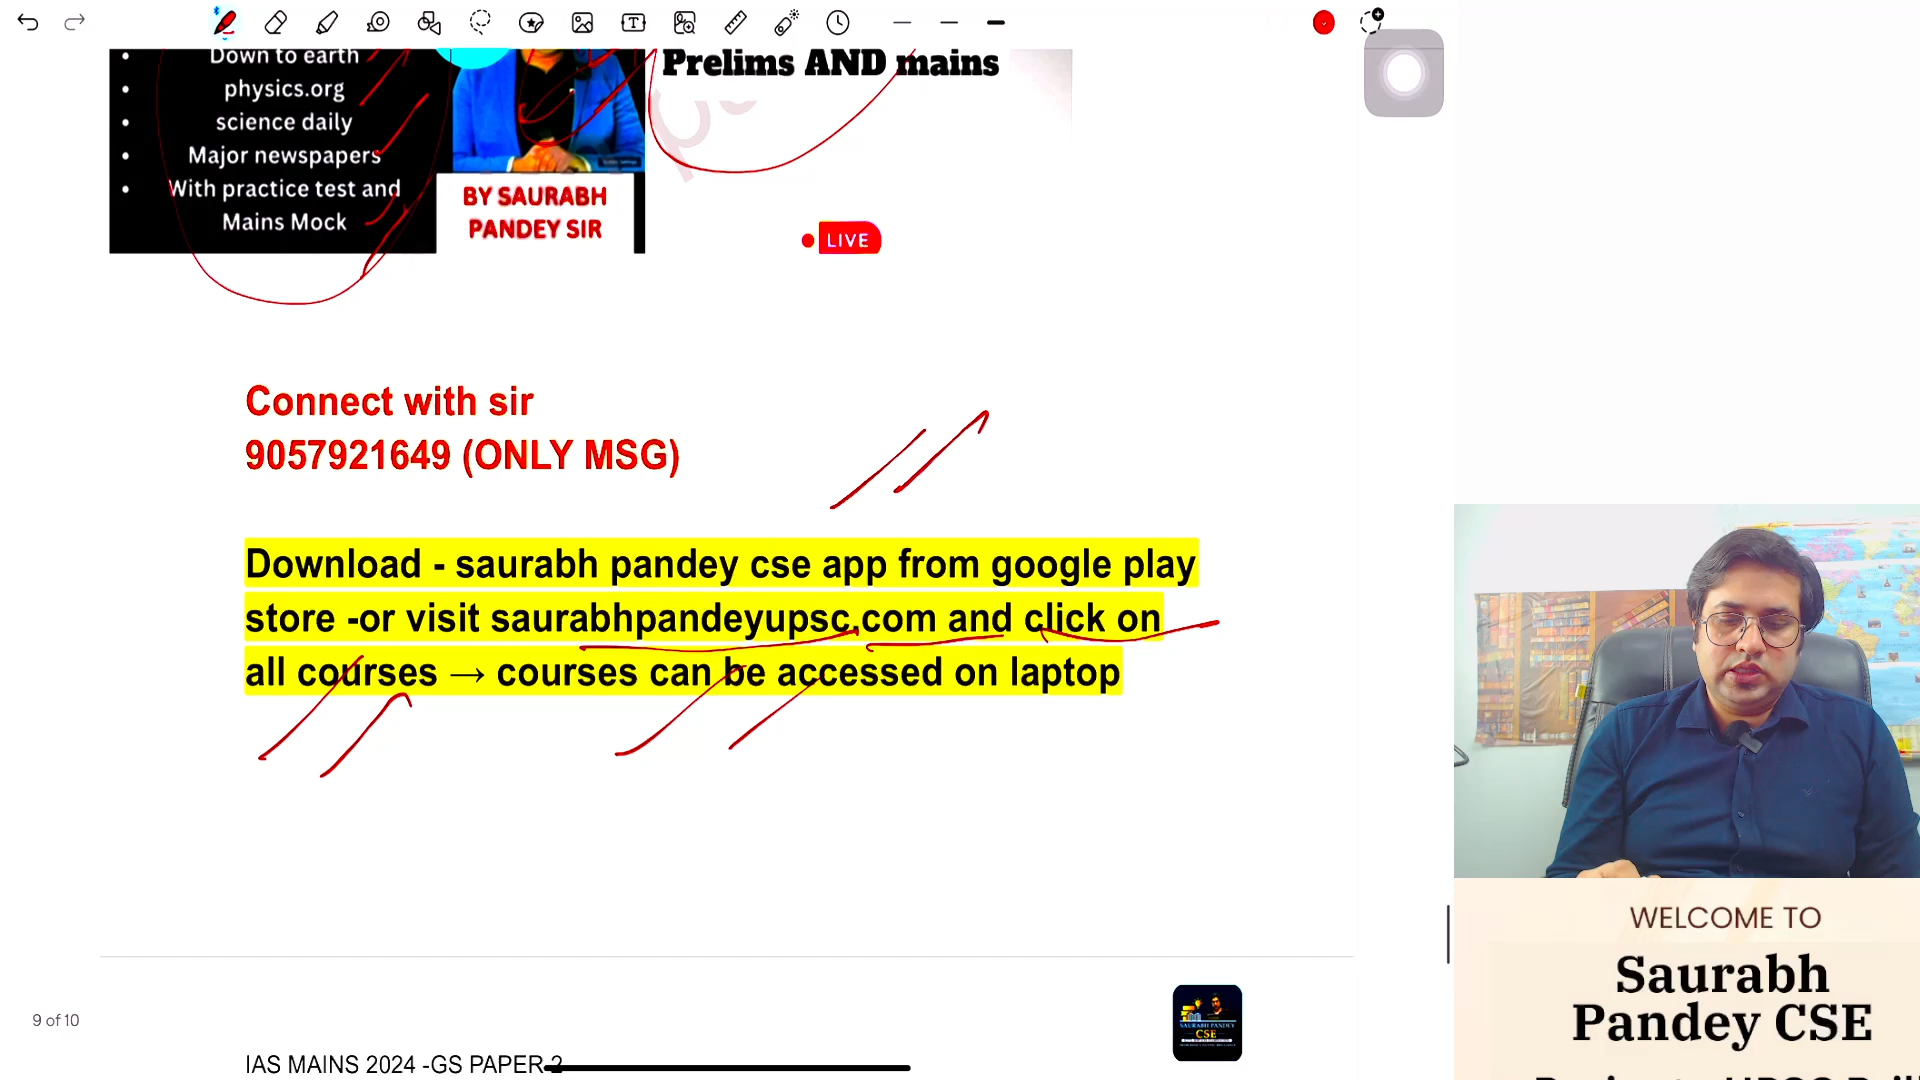 Down to earth
physics.org
science daily
Major newspapers
With practice test and
Mains Mock
BY SAURABH
PANDEY SIR
Prelims AND mains
LIVE
Connect with sir
9057921649 (ONLY MSG)
Download - saurabh pandey cse app from google play
store -or visit saurabhpandeyupsc.com and click on
all courses → courses can be accessed on laptop
9 of 10
SAURABH PANDEY
CSE
IAS MAINS 2024 -GS PAPER-2
WELCOME TO
Saurabh
Pandey CSE